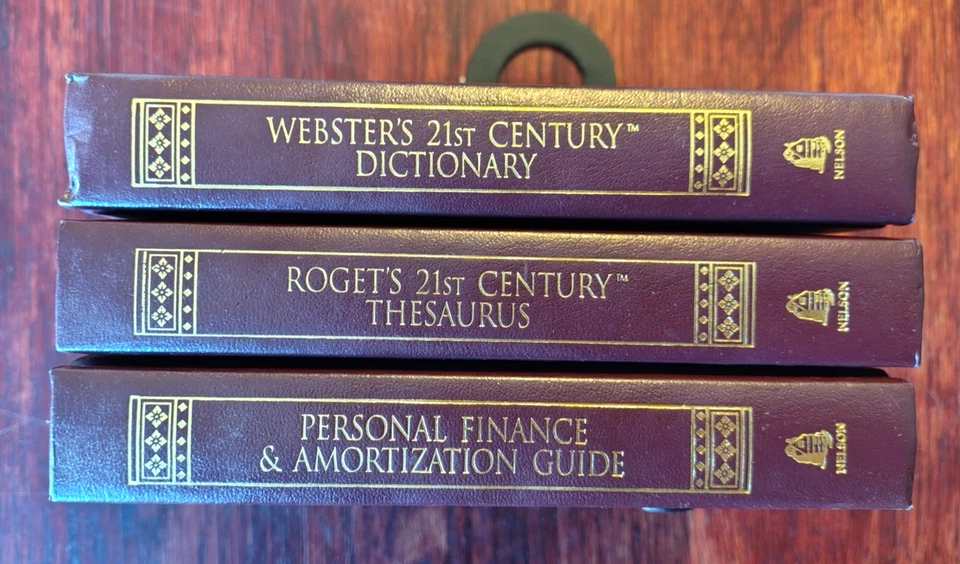 WEBSTER'S 21ST CENTURY™
DICTIONARY
NELSON
ROGET'S 21ST CENTURY™
THESAURUS
NELSON
PERSONAL FINANCE
& AMORTIZATION GUIDE
NELSON